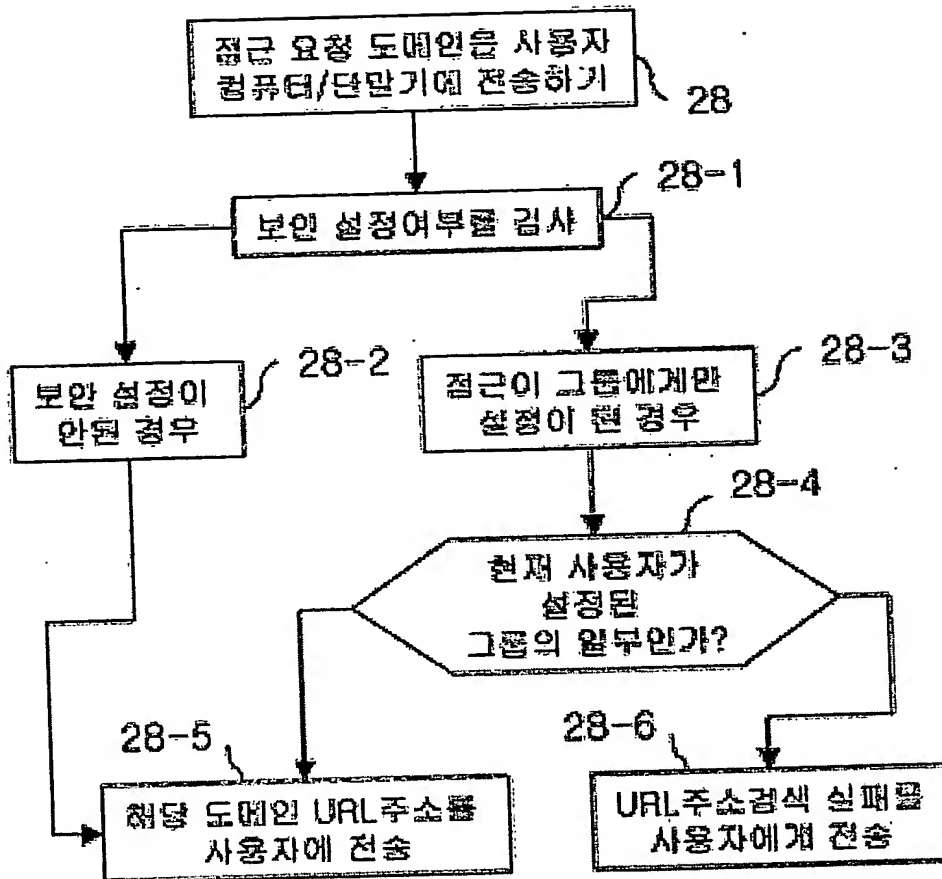 접근 요청 도메인을 사용자
컴퓨터/단말기에 전송하기
28
28-1
보안 설정여부를 검사
28-2
보안 설정이
안된 경우
28-3
접근이 그룹에게만
설정이 된 경우
28-4
현재 사용자가
설정된
그룹의 일부인가?
28-5
해당 도메인 URL주소를
사용자에 전송
28-6
URL주소검색 실패를
사용자에게 전송